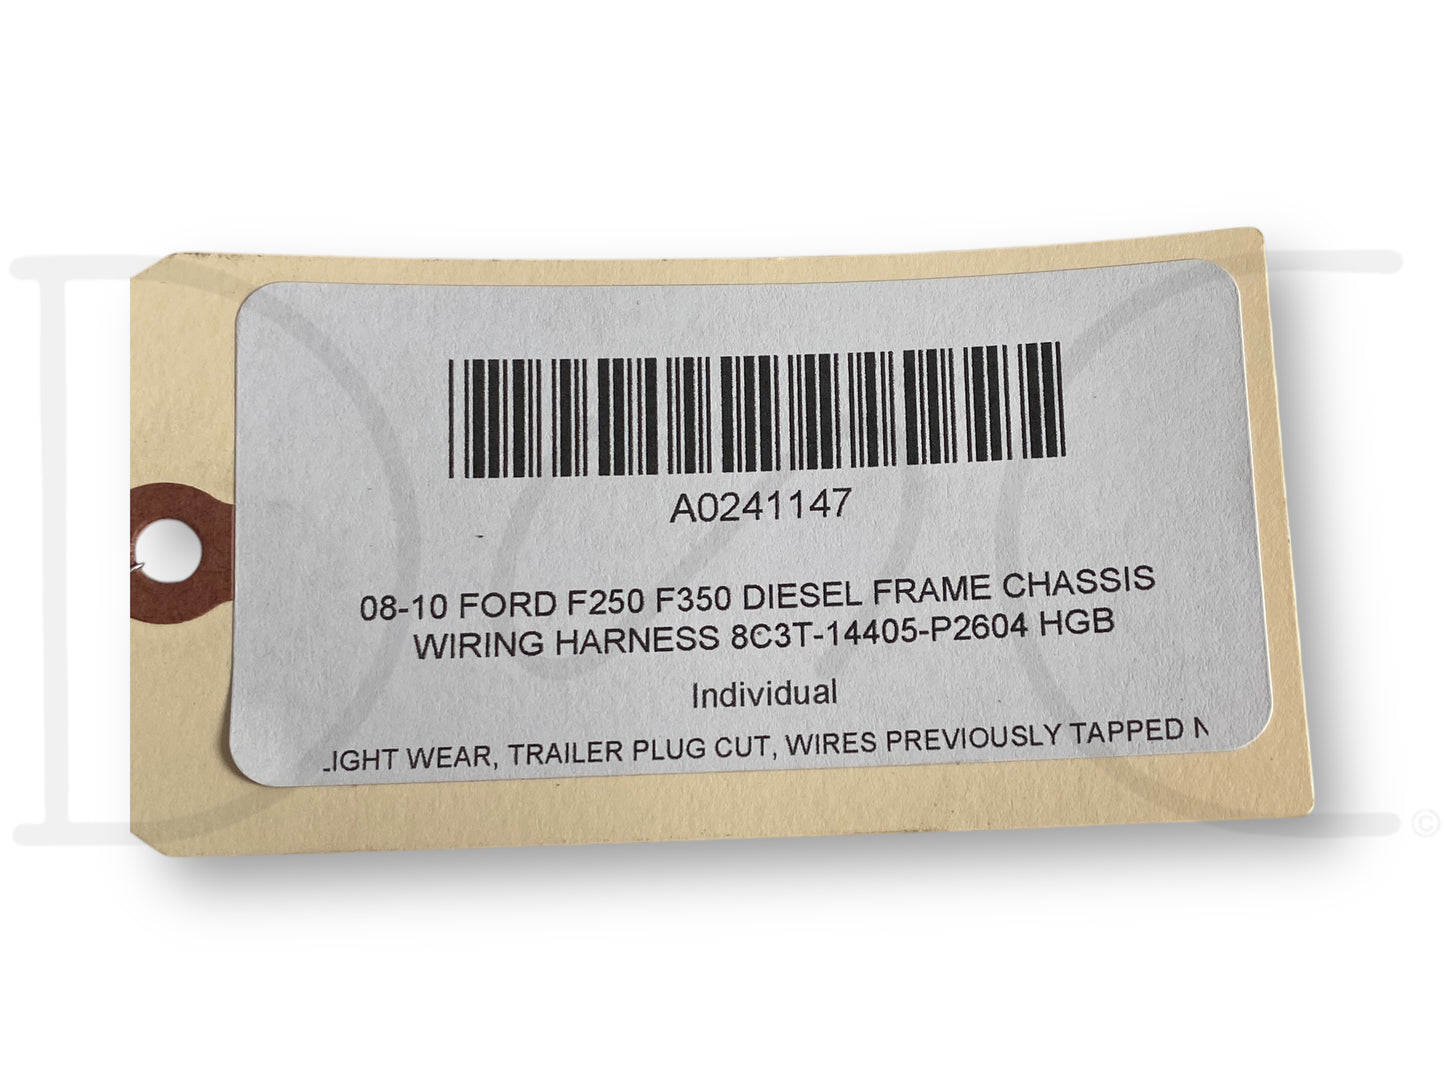 A0241147
08-10 FORD F250 F350 DIESEL FRAME CHASSIS
WIRING HARNESS 8C3T-14405-P2604 HGB
Individual
WEAR, TRAILER PLUG CUT, WIRES PREVIOUSLY TAPPED
©